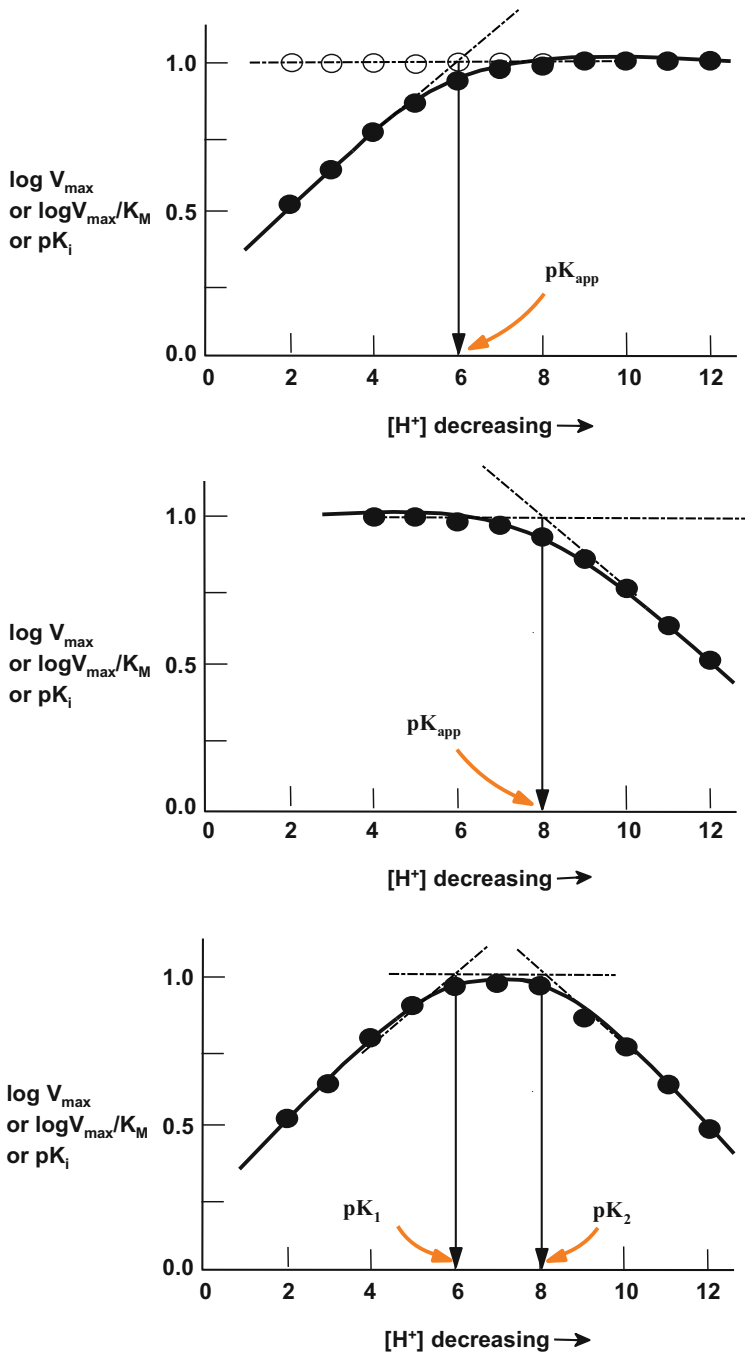 1.0
log Vmax
or logVmax/KM
or pKi
0.5
pKapp
0.0
0 2 4 6 8 10 12
[H+] decreasing →
1.0
log Vmax
or logVmax/KM
or pKi
0.5
pKapp
0.0
0 2 4 6 8 10 12
[H+] decreasing →
1.0
log Vmax
or logVmax/KM
or pKi
0.5
pK1 pK2
0.0
0 2 4 6 8 10 12
[H+] decreasing →